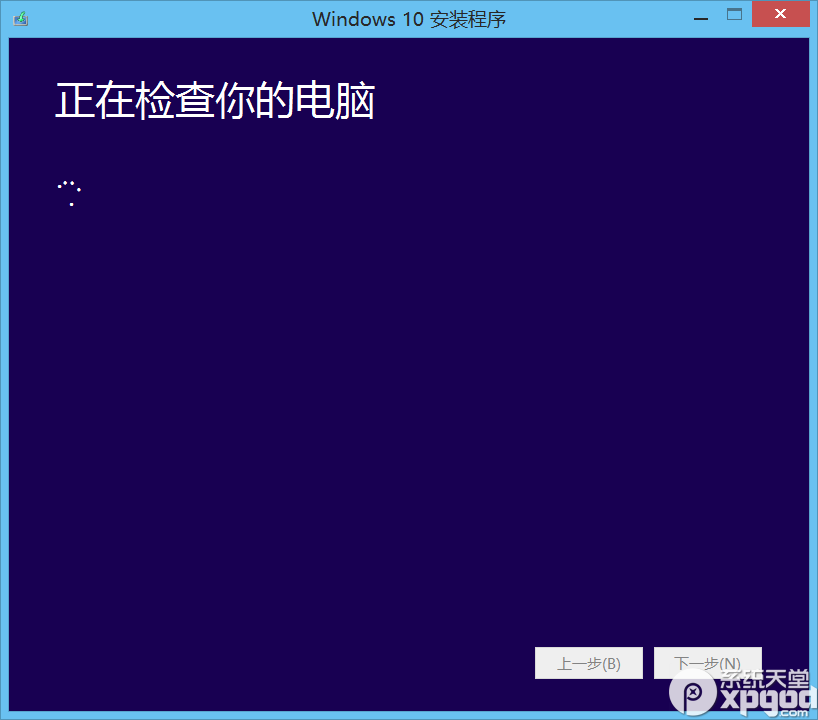 Windows 10 安装程序
正在检查你的电脑
上一步(B)
下一步(N)
系统天堂
xpgod
.com